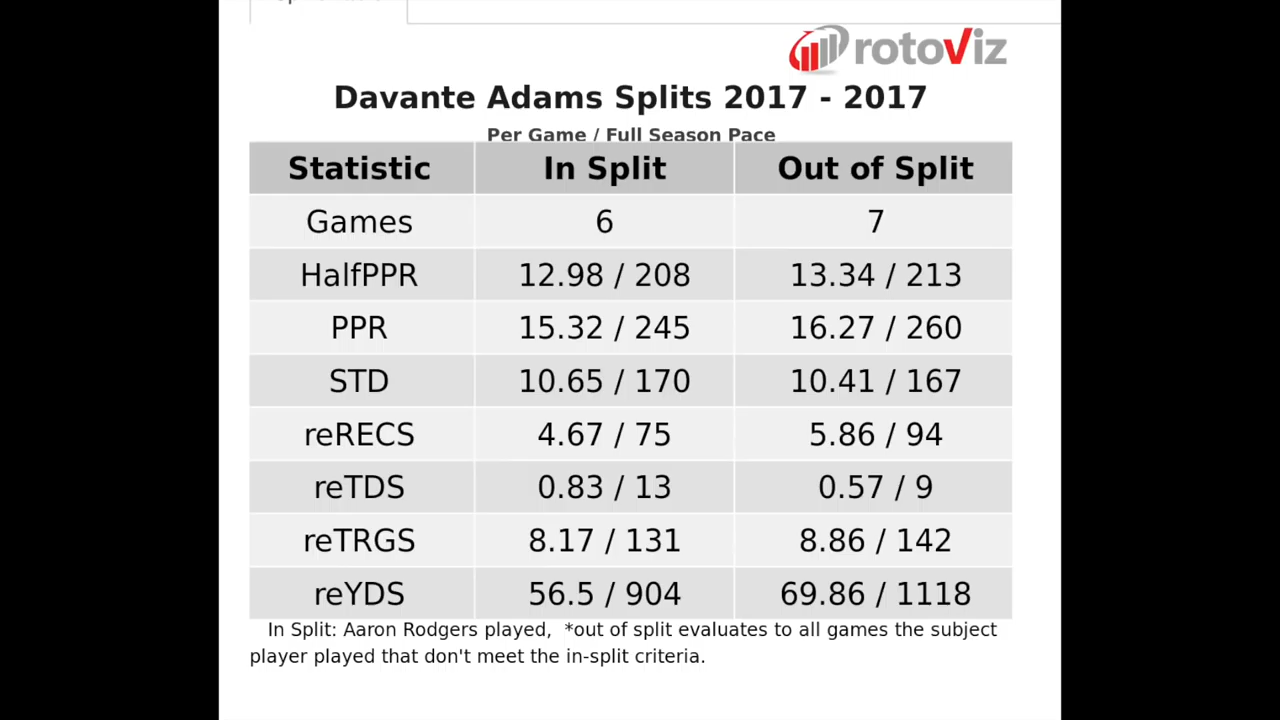 rotoViz
Davante Adams Splits 2017 - 2017
Per Game / Full Season Pace
Statistic In Split Out of Split
Games 6 7
HalfPPR 12.98 / 208 13.34 / 213
PPR 15.32 / 245 16.27 / 260
STD 10.65 / 170 10.41 / 167
reRECS 4.67 / 75 5.86 / 94
reTDS 0.83 / 13 0.57 / 9
reTRGS 8.17 / 131 8.86 / 142
reYDS 56.5 / 904 69.86 / 1118
In Split: Aaron Rodgers played, *out of split evaluates to all games the subject
player played that don't meet the in-split criteria.